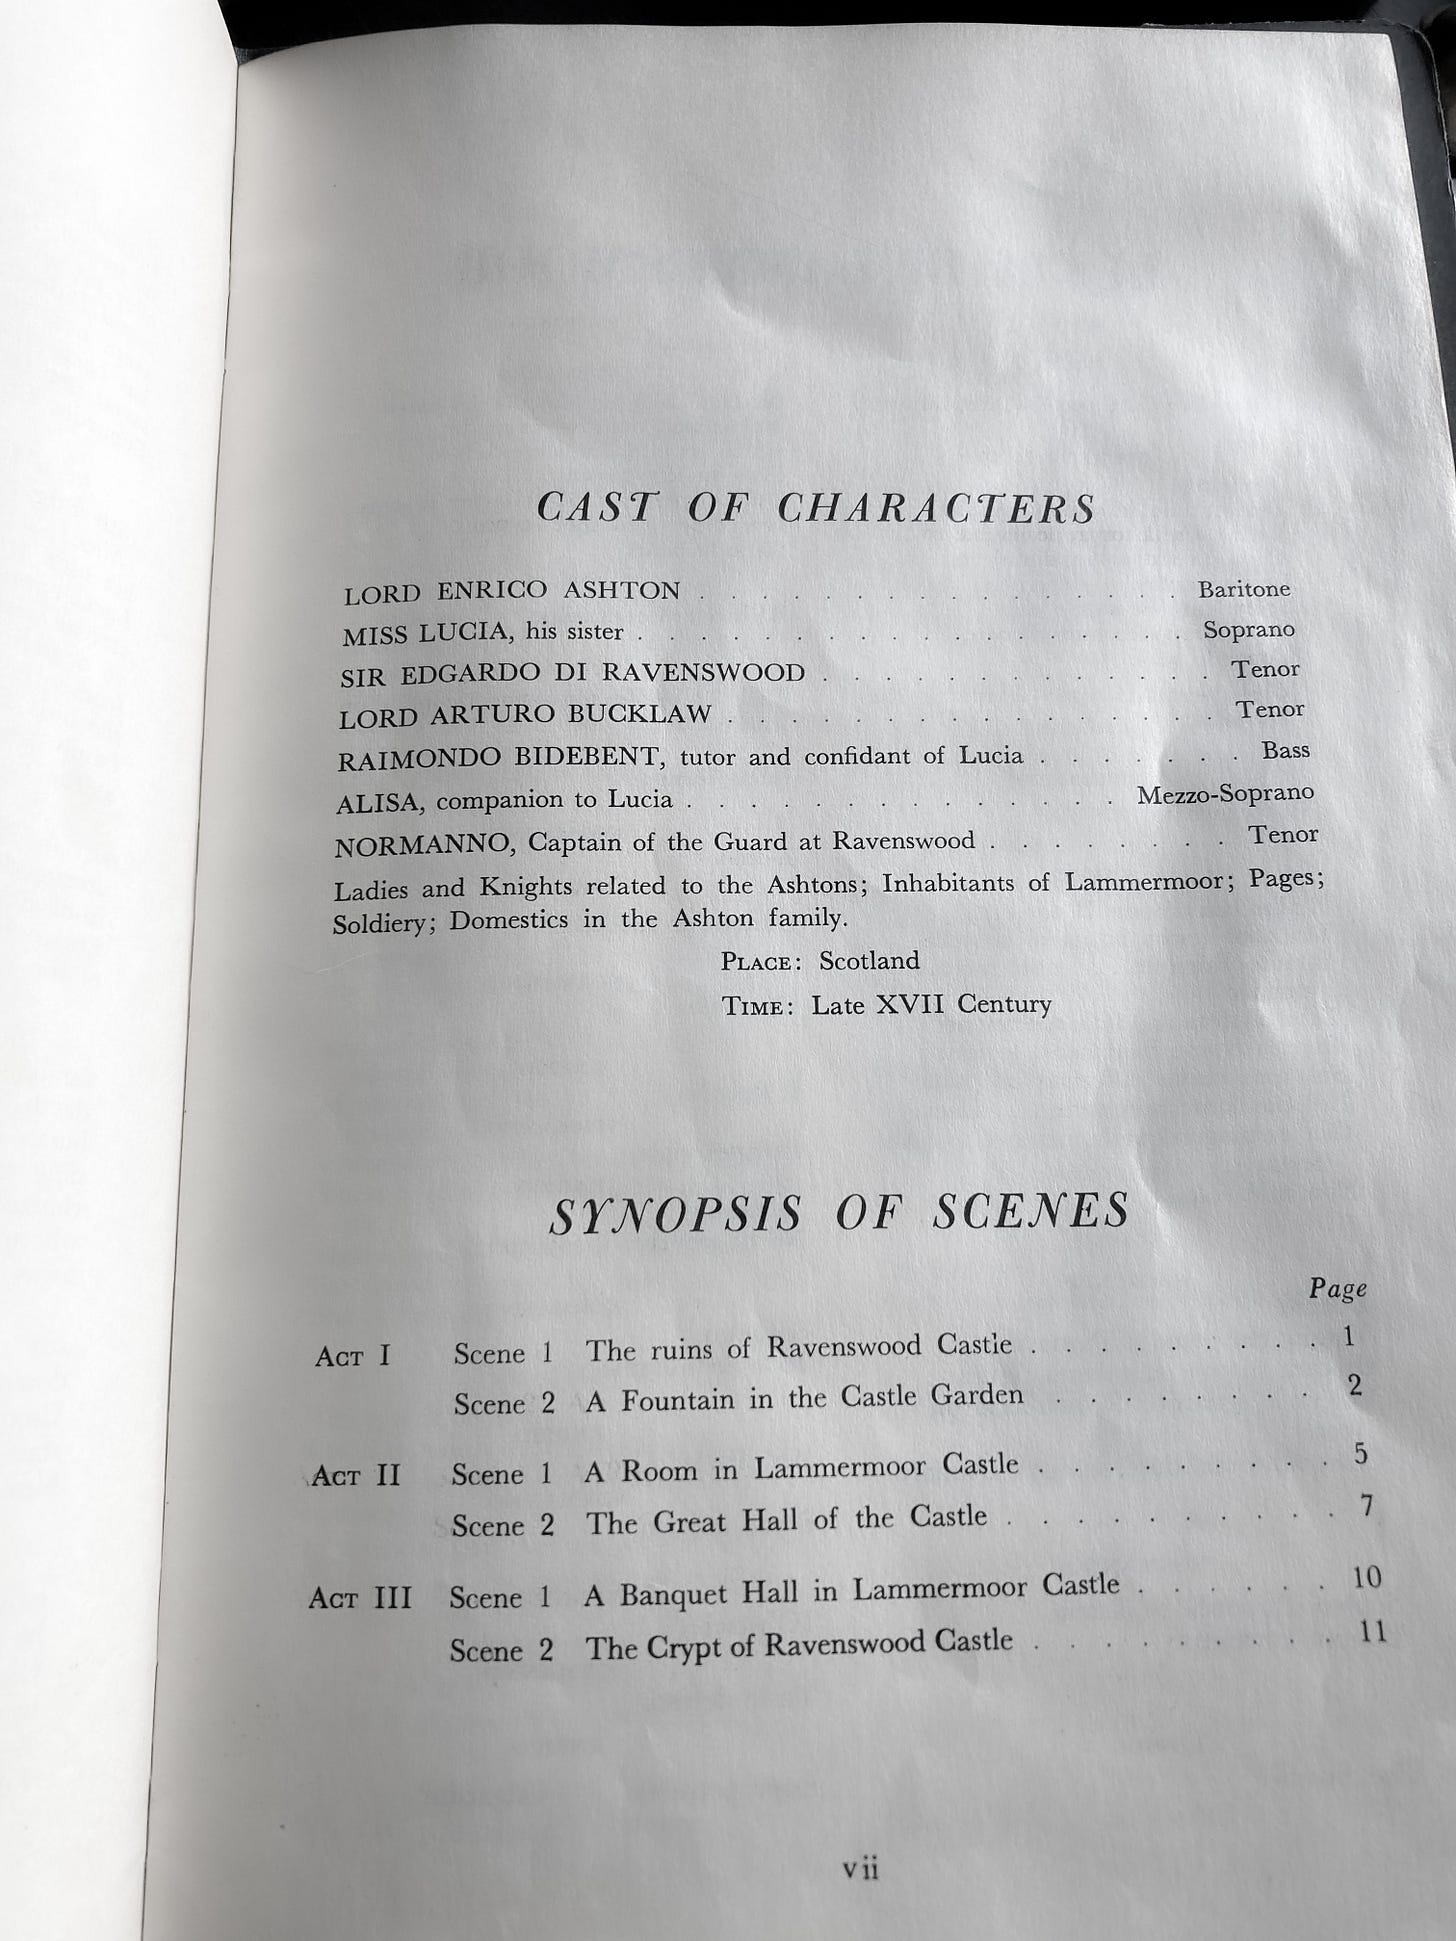 CAST OF CHARACTERS
LORD ENRICO ASHTON . . . . . . . . . . . . . . . . Baritone
MISS LUCIA, his sister . . . . . . . . . . . . . . . . . . Soprano
SIR EDGARDO DI RAVENSWOOD . . . . . . . . . . . . . Tenor
LORD ARTURO BUCKLAW . . . . . . . . . . . . . . . . Tenor
RAIMONDO BIDEBENT, tutor and confidant of Lucia . . . . . . . Bass
ALISA, companion to Lucia . . . . . . . . . . . . . . Mezzo-Soprano
NORMANNO, Captain of the Guard at Ravenswood . . . . . . . . Tenor
Ladies and Knights related to the Ashtons; Inhabitants of Lammermoor; Pages;
Soldiery; Domestics in the Ashton family.
PLACE: Scotland
TIME: Late XVII Century
SYNOPSIS OF SCENES
Page
ACT I Scene 1 The ruins of Ravenswood Castle . . . . . . . . . . 1
Scene 2 A Fountain in the Castle Garden . . . . . . . . 2
ACT II Scene 1 A Room in Lammermoor Castle . . . . . . . . . . 5
Scene 2 The Great Hall of the Castle . . . . . . . . . . . 7
ACT III Scene 1 A Banquet Hall in Lammermoor Castle . . . . . . 10
Scene 2 The Crypt of Ravenswood Castle . . . . . . . . . . 11
vii